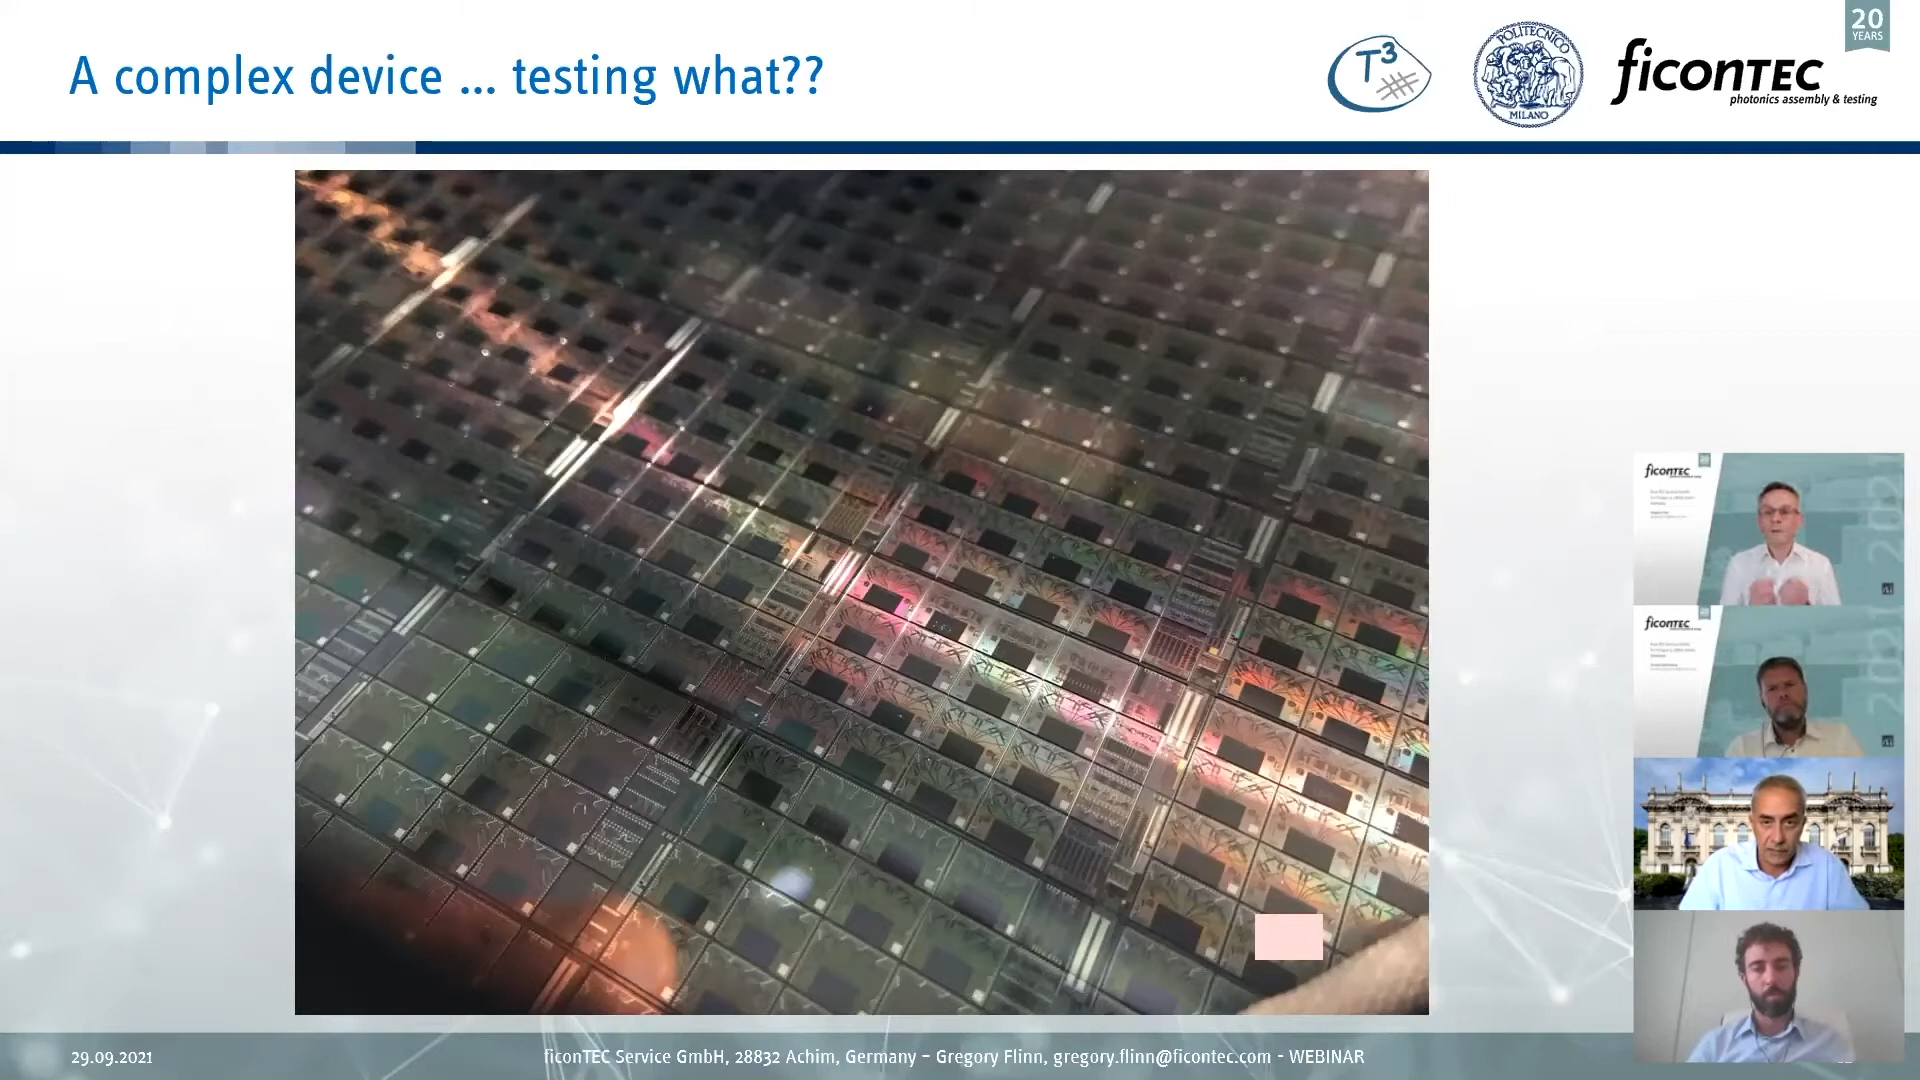 20
YEARS
A complex device ... testing what??
T3
POLITECNICO
MILANO
ficonTEC
photonics assembly & testing
ficonTEC
ficonTEC
29.09.2021
ficonTEC Service GmbH, 28832 Achim, Germany – Gregory Flinn, gregory.flinn@ficontec.com - WEBINAR